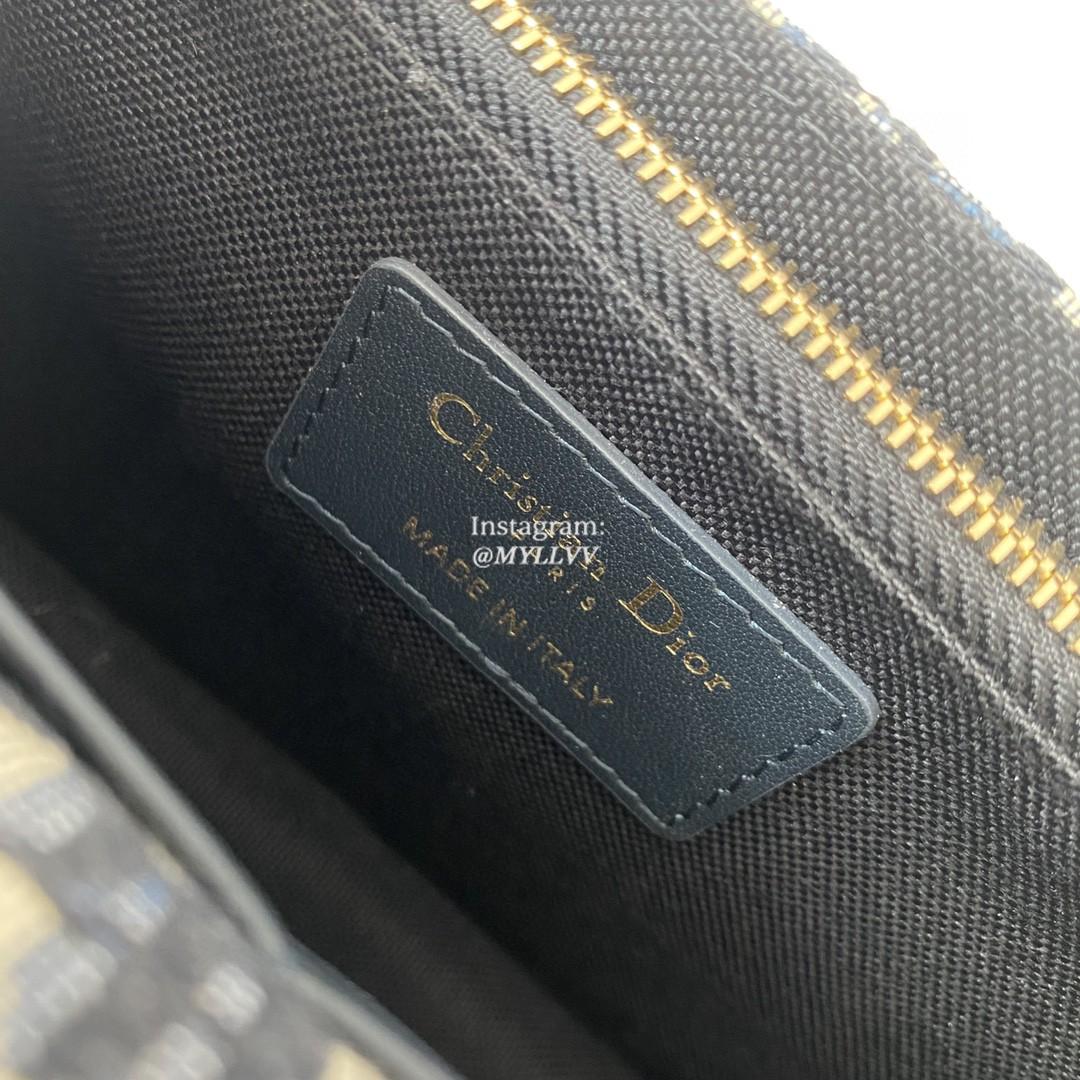 Christian Dior
PARIS
MADE IN ITALY
Instagram:
@MYLLVV